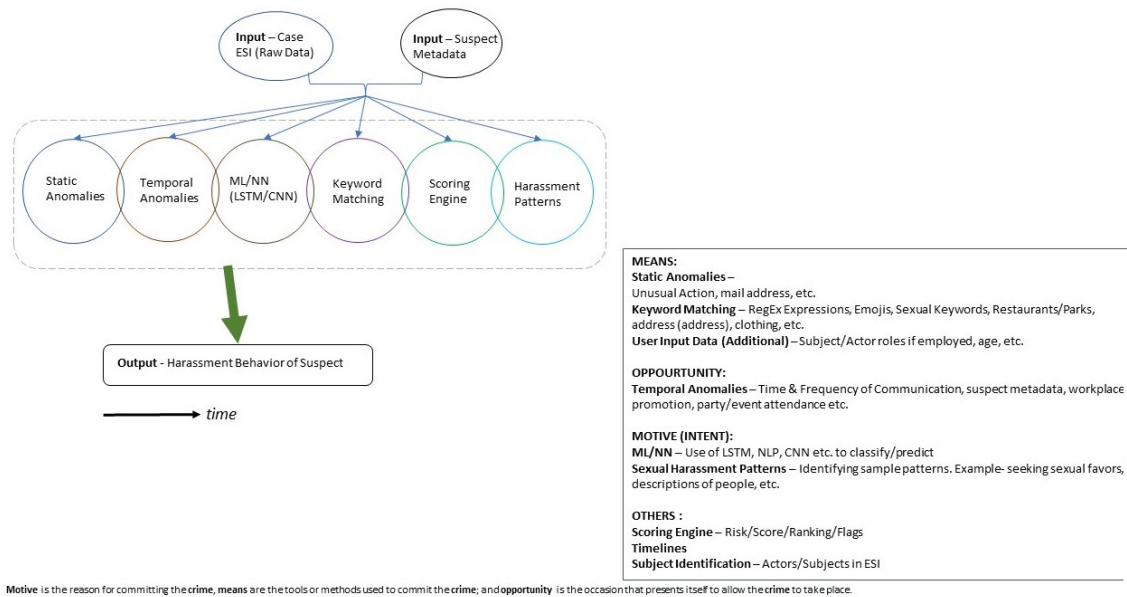 Input – Case
ESI (Raw Data)
Input – Suspect
Metadata
Static
Anomalies
Temporal
Anomalies
ML/NN
(LSTM/CNN)
Keyword
Matching
Scoring
Engine
Harassment
Patterns
Output - Harassment Behavior of Suspect
time
MEANS:
Static Anomalies –
Unusual Action, mail address, etc.
Keyword Matching – RegEx Expressions, Emojis, Sexual Keywords, Restaurants/Parks,
address (address), clothing, etc.
User Input Data (Additional) – Subject/Actor roles if employed, age, etc.
OPPOURTUNITY:
Temporal Anomalies – Time & Frequency of Communication, suspect metadata, workplace
promotion, party/event attendance etc.
MOTIVE (INTENT):
ML/NN – Use of LSTM, NLP, CNN etc. to classify/predict
Sexual Harassment Patterns – Identifying sample patterns. Example- seeking sexual favors,
descriptions of people, etc.
OTHERS :
Scoring Engine – Risk/Score/Ranking/Flags
Timelines
Subject Identification – Actors/Subjects in ESI
Motive is the reason for committing the crime, means are the tools or methods used to commit the crime; and opportunity is the occasion that presents itself to allow the crime to take place.